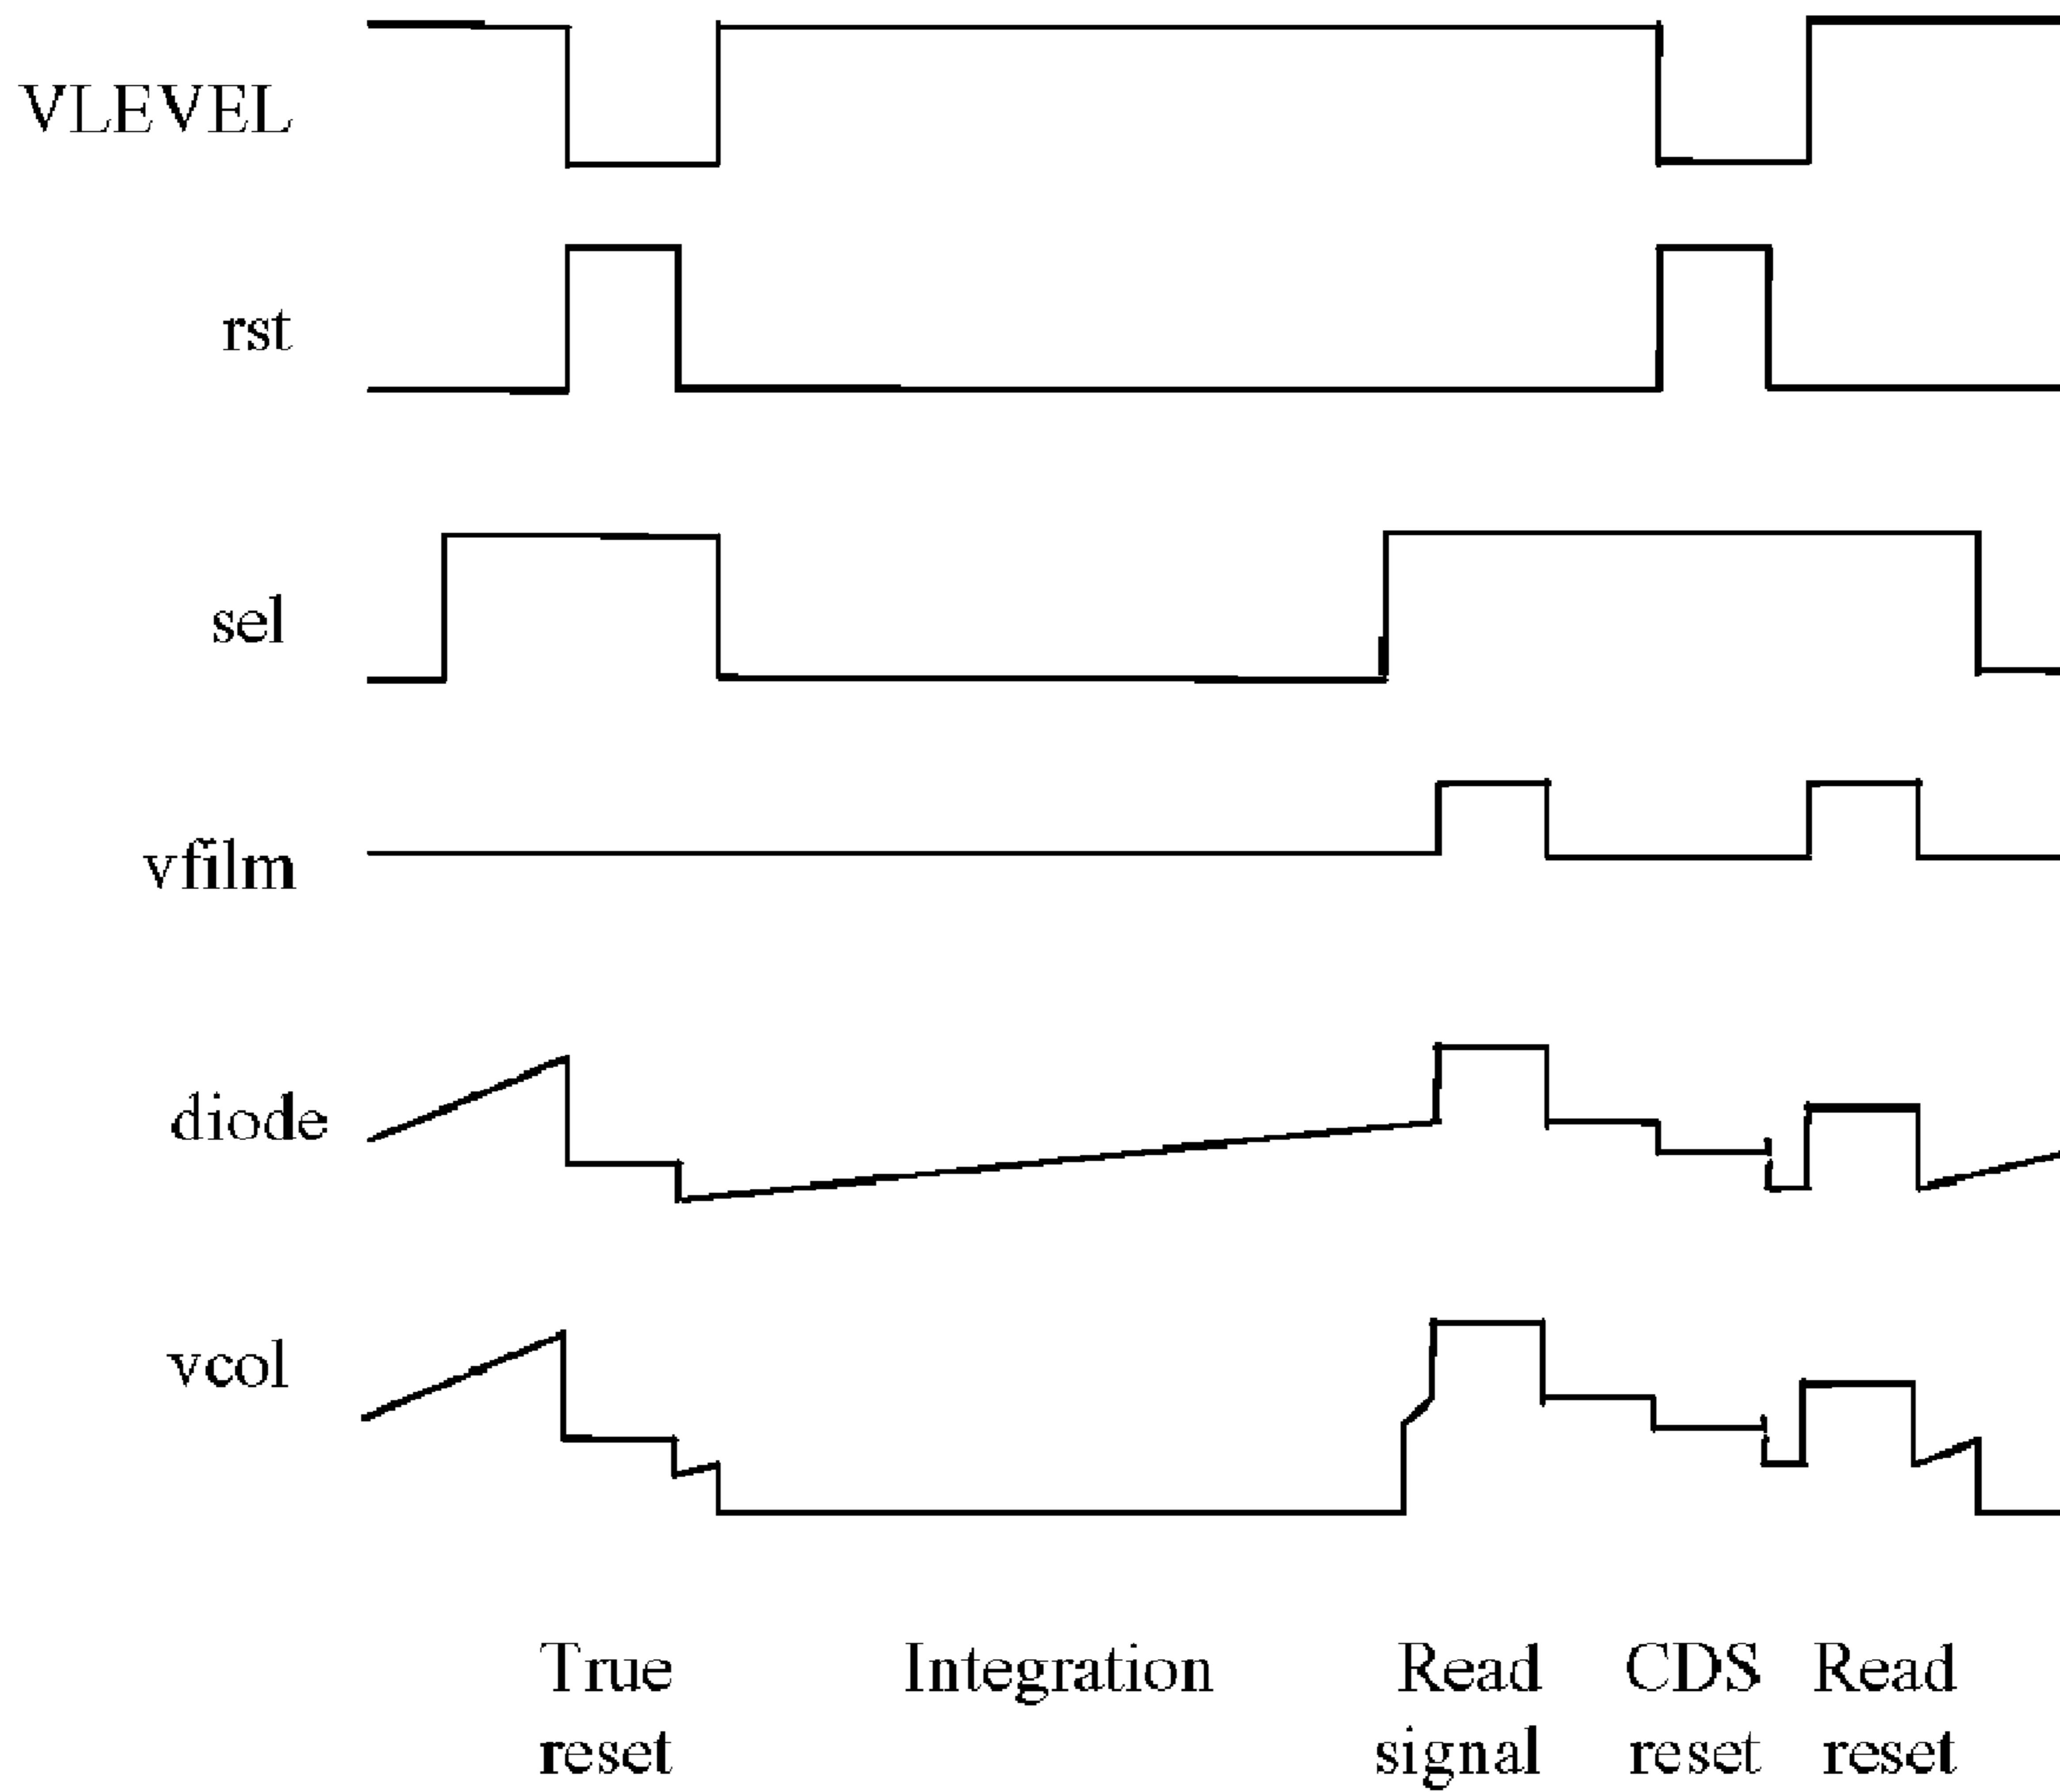 VLEVEL
rst
sel
vfilm
diode
vcol
True Integration Read CDS Read
reset signal reset reset